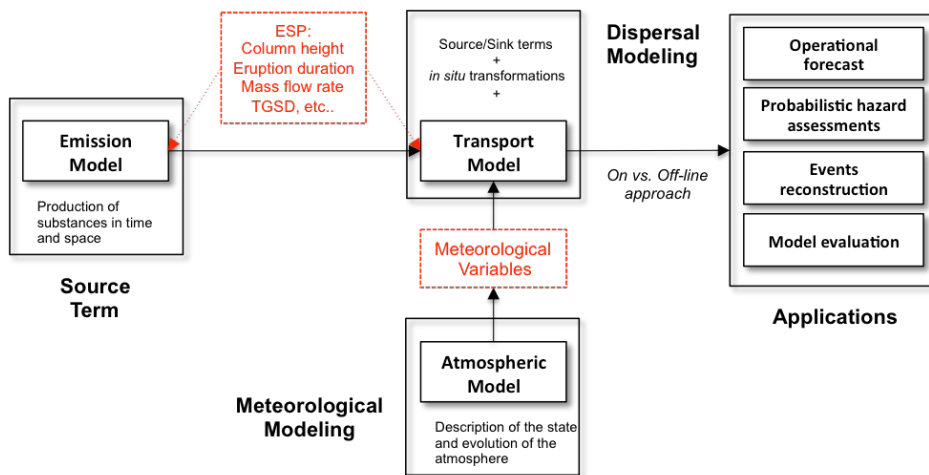 ESP:
Column height
Eruption duration
Mass flow rate
TGSD, etc..
Emission
Model
Production of
substances in time
and space
Source
Term
Source/Sink terms
+
in situ transformations
+
Transport
Model
Dispersal
Modeling
On vs. Off-line
approach
Meteorological
Variables
Atmospheric
Model
Description of the state
and evolution of the
atmosphere
Meteorological
Modeling
Operational
forecast
Probabilistic hazard
assessments
Events
reconstruction
Model evaluation
Applications